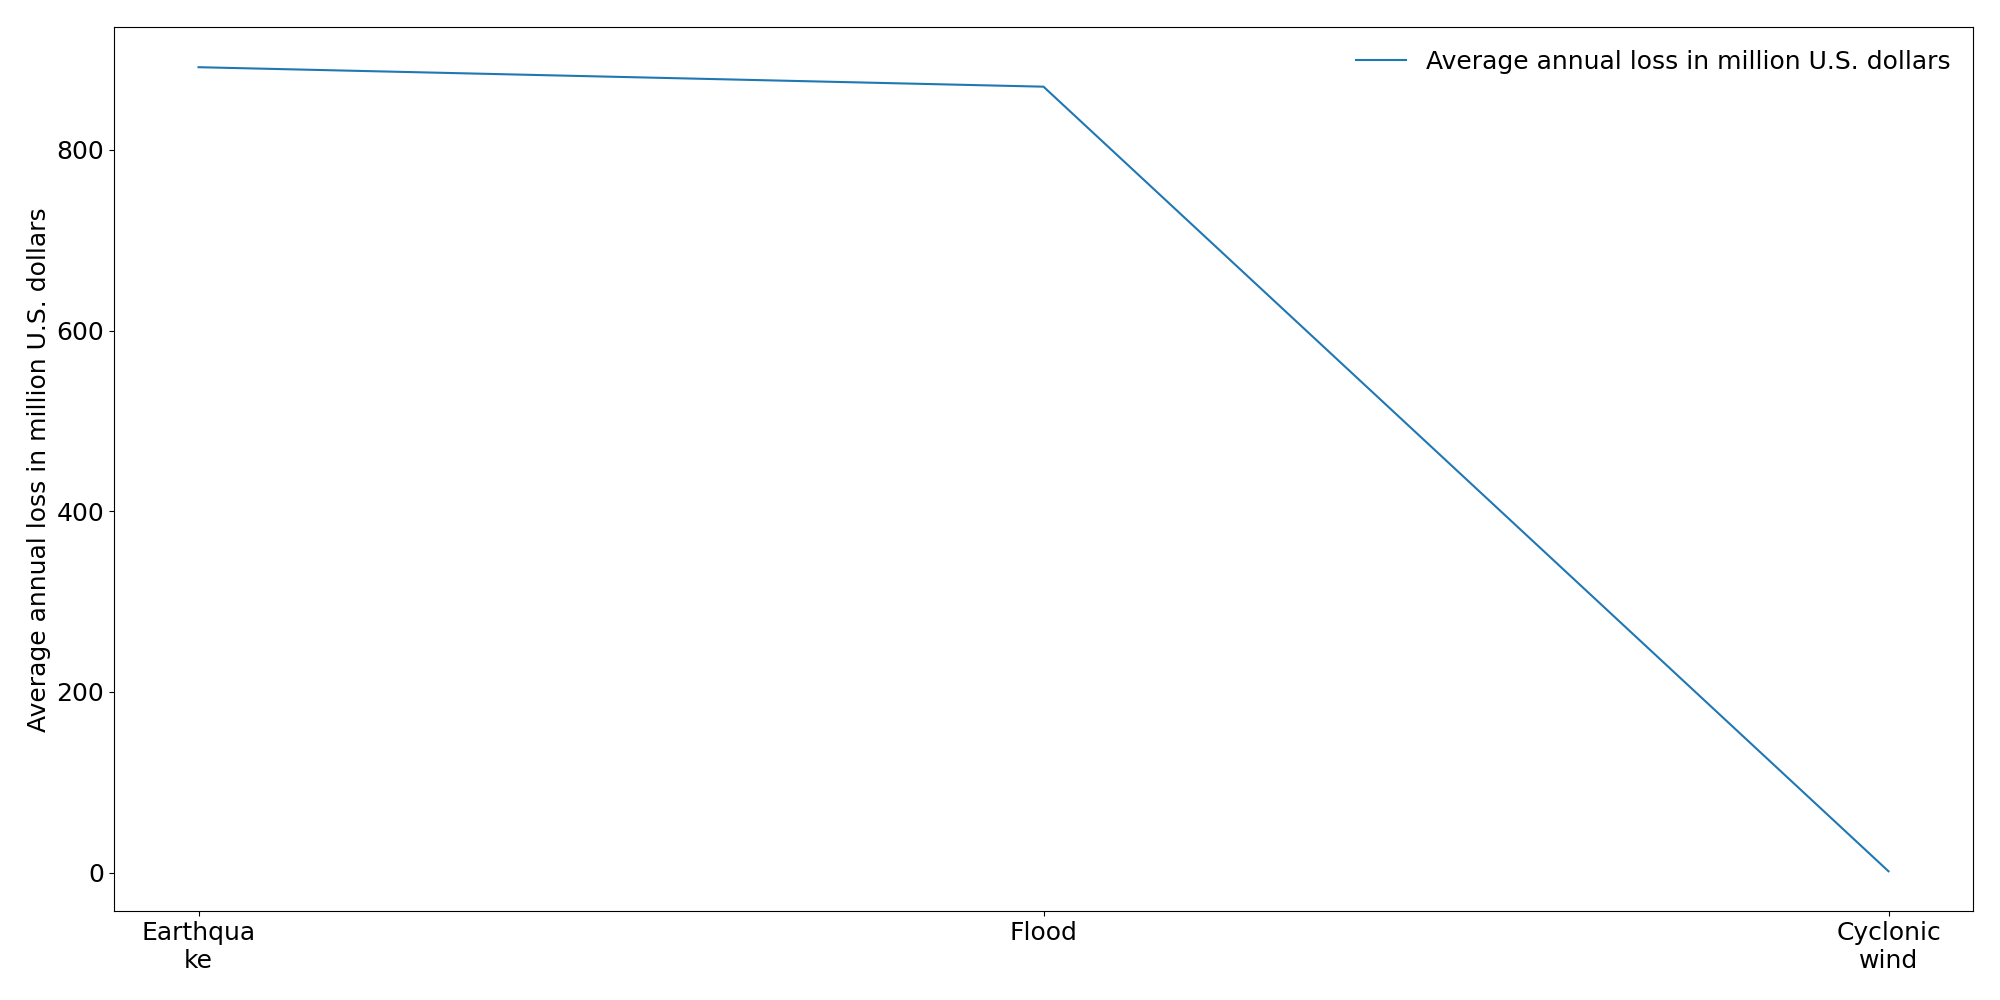 Average annual loss in million U.S. dollars
Average annual loss in million U.S. dollars
800
600
400
200
0
Earthqua
ke
Flood
Cyclonic
wind